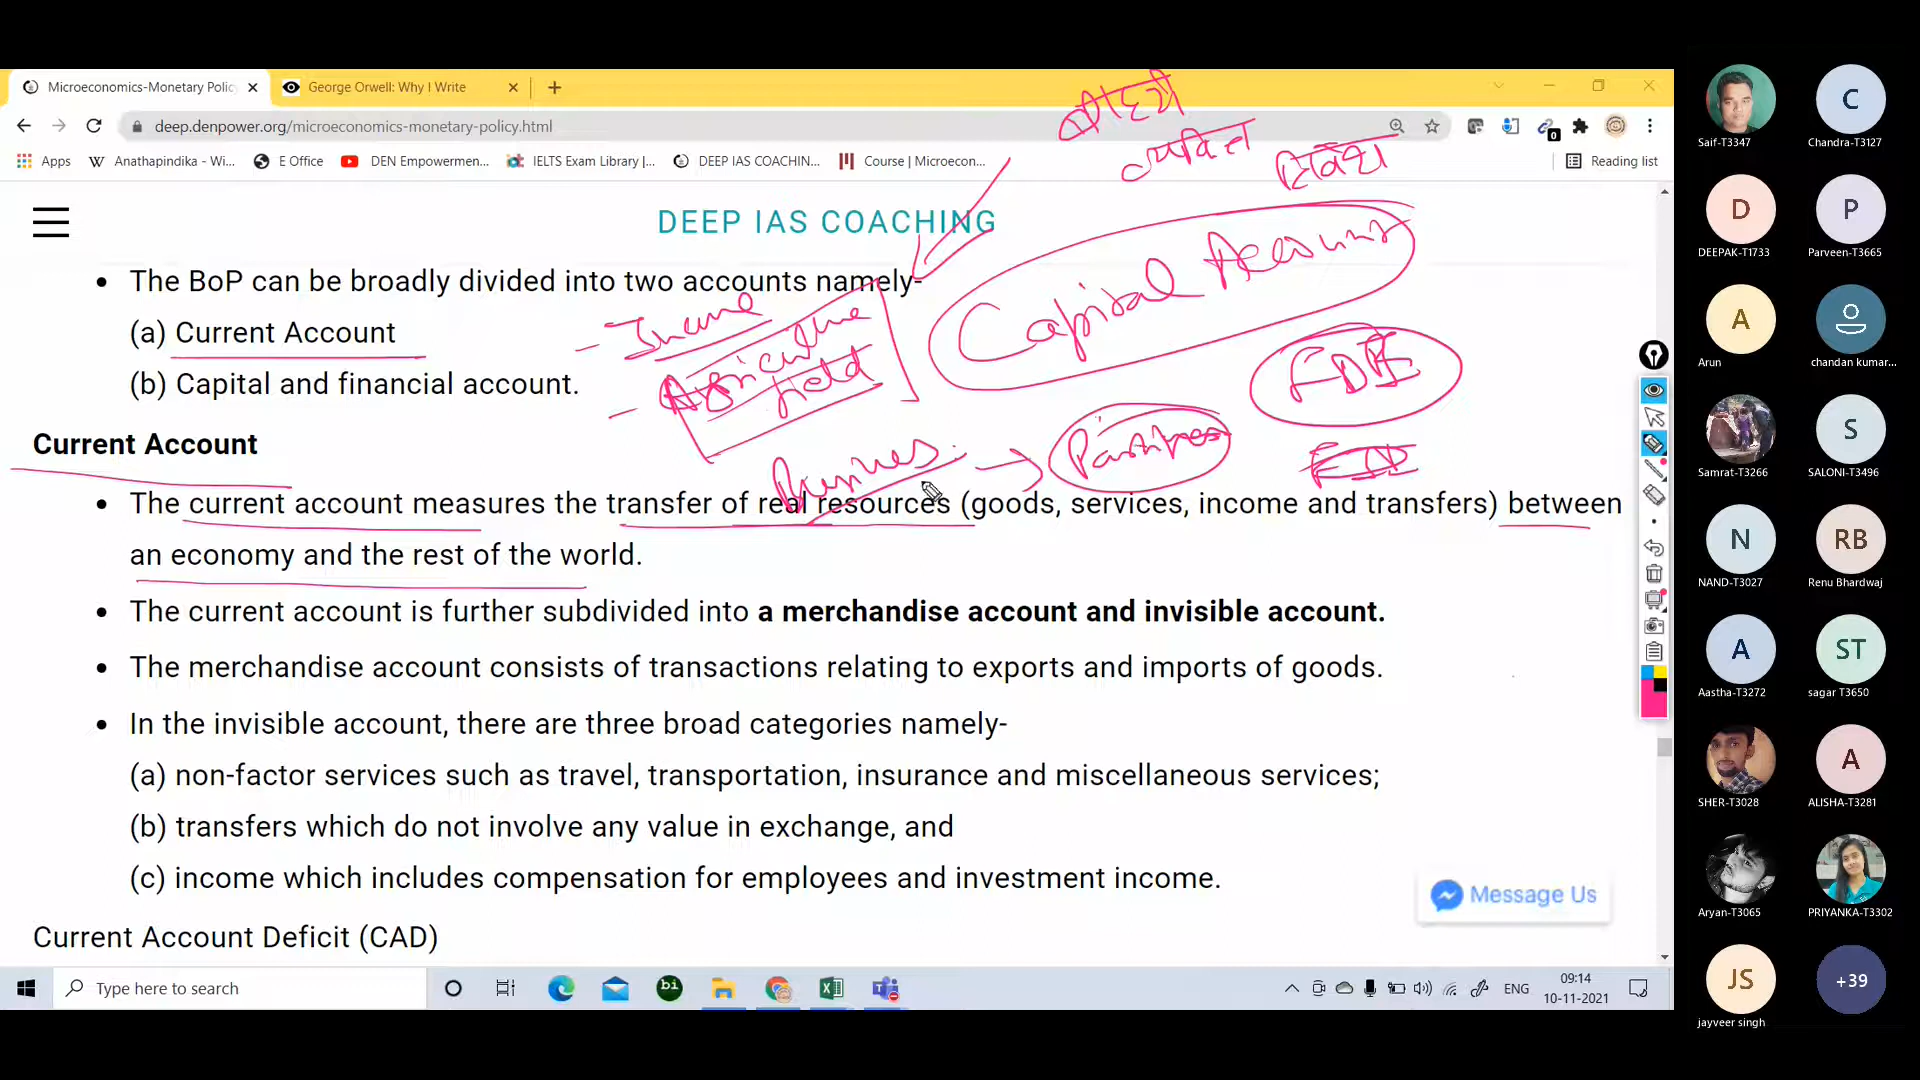 Microeconomics-Monetary Polic
George Orwell: Why I Write
deep.denpower.org/microeconomics-monetary-policy.html
0
Apps
Anathapindika - Wi...
E Office
DEN Empowermen...
IELTS Exam Library |...
DEEP IAS COACHIN...
Course | Microecon...
Reading list
DEEP IAS COACHING
Capital Account
• The BoP can be broadly divided into two accounts namely-
(a) Current Account
(b) Capital and financial account.
Income
Agriculture
field
FDI
Business
Current Account
• The current account measures the transfer of real resources (goods, services, income and transfers) between
an economy and the rest of the world.
• The current account is further subdivided into a merchandise account and invisible account.
• The merchandise account consists of transactions relating to exports and imports of goods.
• In the invisible account, there are three broad categories namely-
(a) non-factor services such as travel, transportation, insurance and miscellaneous services;
(b) transfers which do not involve any value in exchange, and
(c) income which includes compensation for employees and investment income.
Message Us
Current Account Deficit (CAD)
Type here to search
bi
ENG
09:14
10-11-2021
Saif-T3347
C
Chandra-T3127
D
DEEPAK-T1733
P
Parveen-T3665
A
Arun
chandan kumar...
Samrat-T3266
S
SALONI-T3496
N
NAND-T3027
RB
Renu Bhardwaj
A
Aastha-T3272
ST
sagar T3650
SHER-T3028
A
ALISHA-T3281
Aryan-T3065
PRIYANKA-T3302
JS
jayveer singh
+39